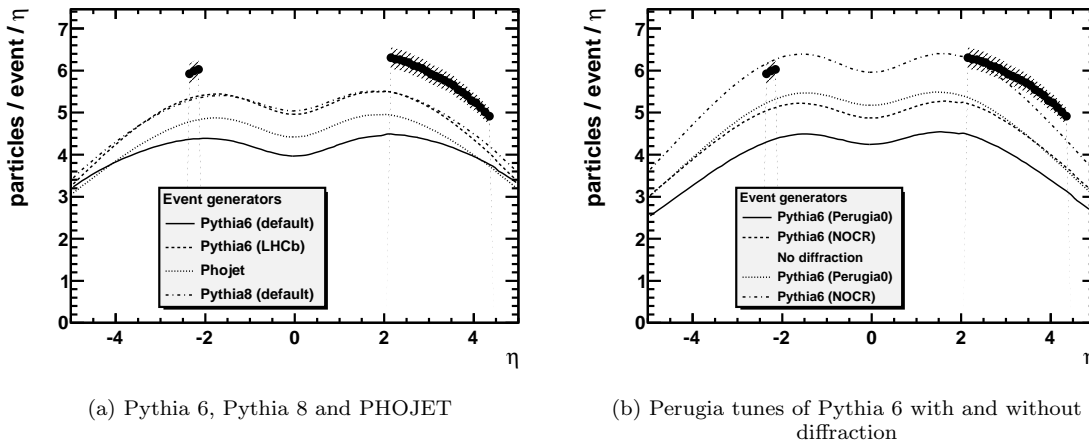 particles / event / η
7
6
5
4
3
2
1
0
-4 -2 0 2 4
η
Event generators
Pythia6 (default)
Pythia6 (LHCb)
Phojet
Pythia8 (default)
(a) Pythia 6, Pythia 8 and PHOJET
particles / event / η
7
6
5
4
3
2
1
0
-4 -2 0 2 4
Event generators
Pythia6 (Perugia0)
Pythia6 (NOCR)
No diffraction
Pythia6 (Perugia0)
Pythia6 (NOCR)
(b) Perugia tunes of Pythia 6 with and without
diffraction